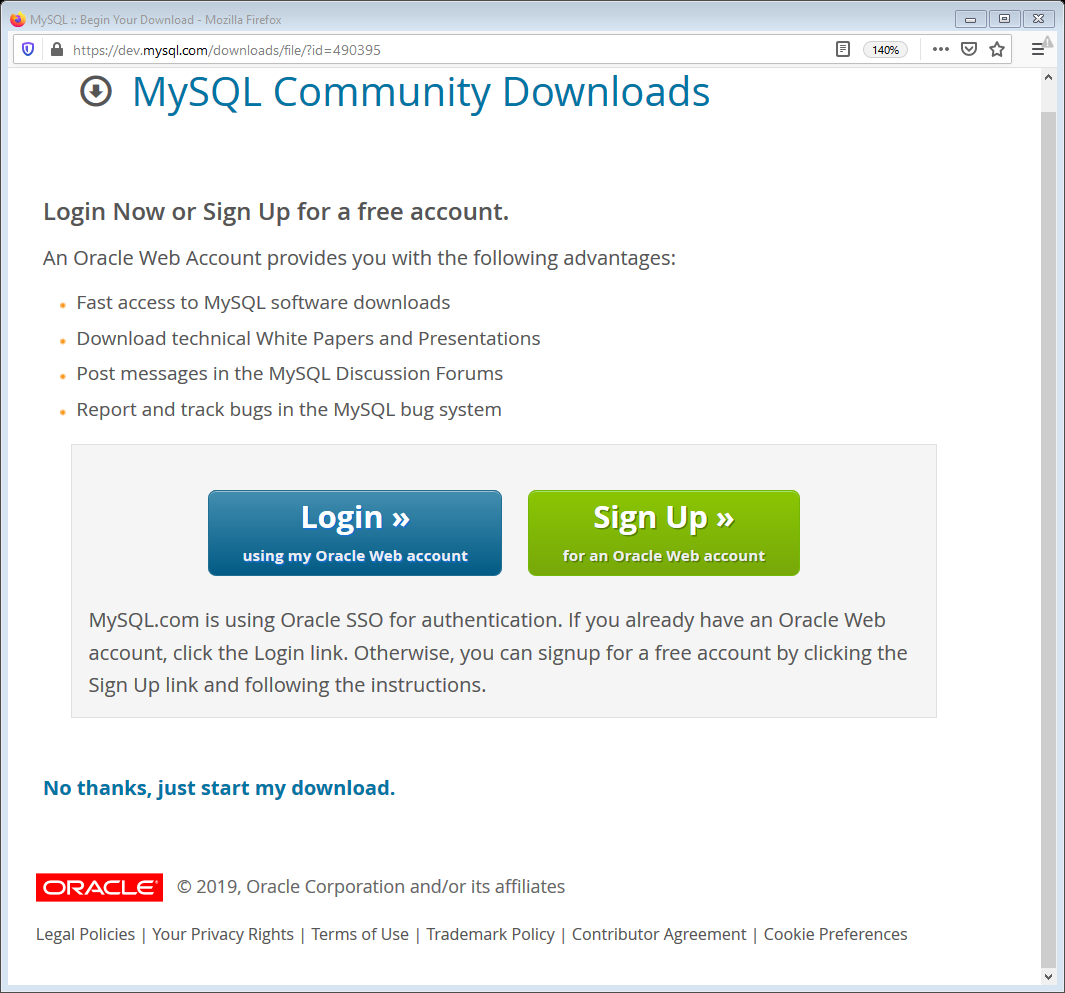 MySQL :: Begin Your Download - Mozilla Firefox
https://dev.mysql.com/downloads/file/?id=490395
140%
MySQL Community Downloads
Login Now or Sign Up for a free account.
An Oracle Web Account provides you with the following advantages:
Fast access to MySQL software downloads
Download technical White Papers and Presentations
Post messages in the MySQL Discussion Forums
Report and track bugs in the MySQL bug system
Login »
using my Oracle Web account
Sign Up »
for an Oracle Web account
MySQL.com is using Oracle SSO for authentication. If you already have an Oracle Web
account, click the Login link. Otherwise, you can signup for a free account by clicking the
Sign Up link and following the instructions.
No thanks, just start my download.
ORACLE © 2019, Oracle Corporation and/or its affiliates
Legal Policies | Your Privacy Rights | Terms of Use | Trademark Policy | Contributor Agreement | Cookie Preferences